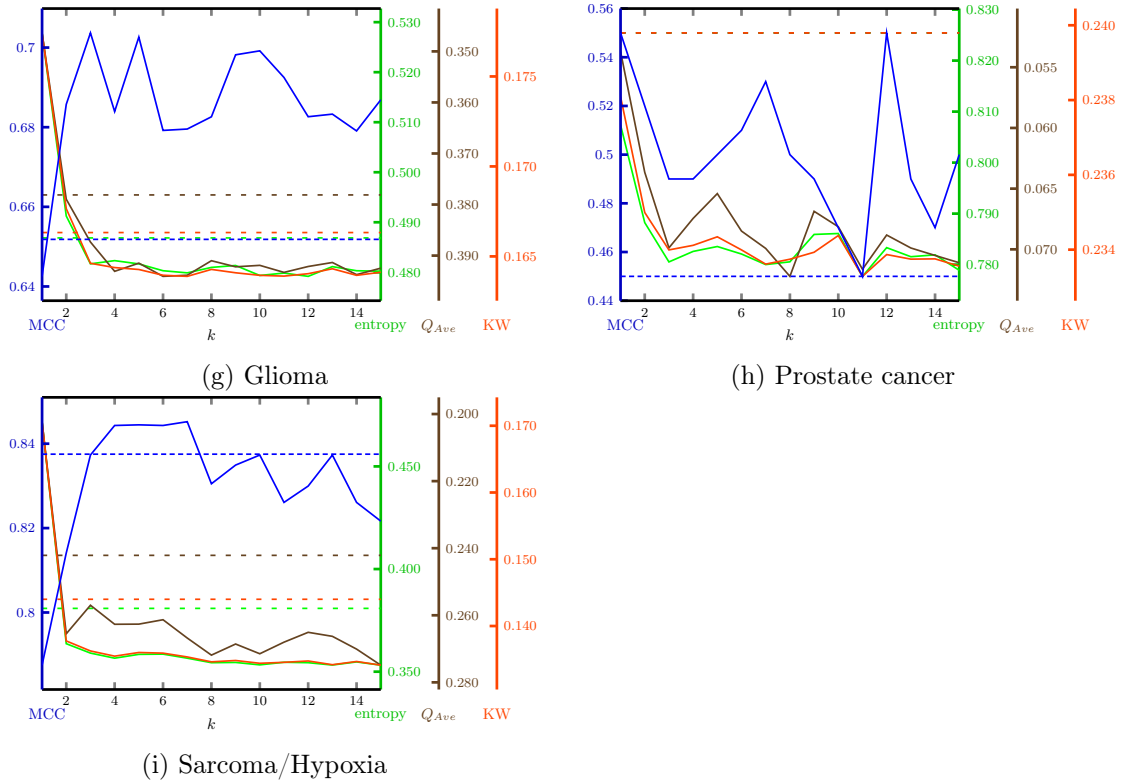 0.7
0.68
0.66
0.64
MCC
2 4 6 8 10 12 14
k
0.530
0.520
0.510
0.500
0.490
0.480
entropy
0.350
0.360
0.370
0.380
0.390
Q_Ave
0.175
0.170
0.165
KW
(g) Glioma
0.56
0.54
0.52
0.5
0.48
0.46
0.44
MCC
2 4 6 8 10 12 14
k
0.830
0.820
0.810
0.800
0.790
0.780
entropy
0.055
0.060
0.065
0.070
Q_Ave
0.240
0.238
0.236
0.234
KW
(h) Prostate cancer
0.84
0.82
0.8
MCC
2 4 6 8 10 12 14
k
0.450
0.400
0.350
entropy
0.200
0.220
0.240
0.260
0.280
Q_Ave
0.170
0.160
0.150
0.140
KW
(i) Sarcoma/Hypoxia